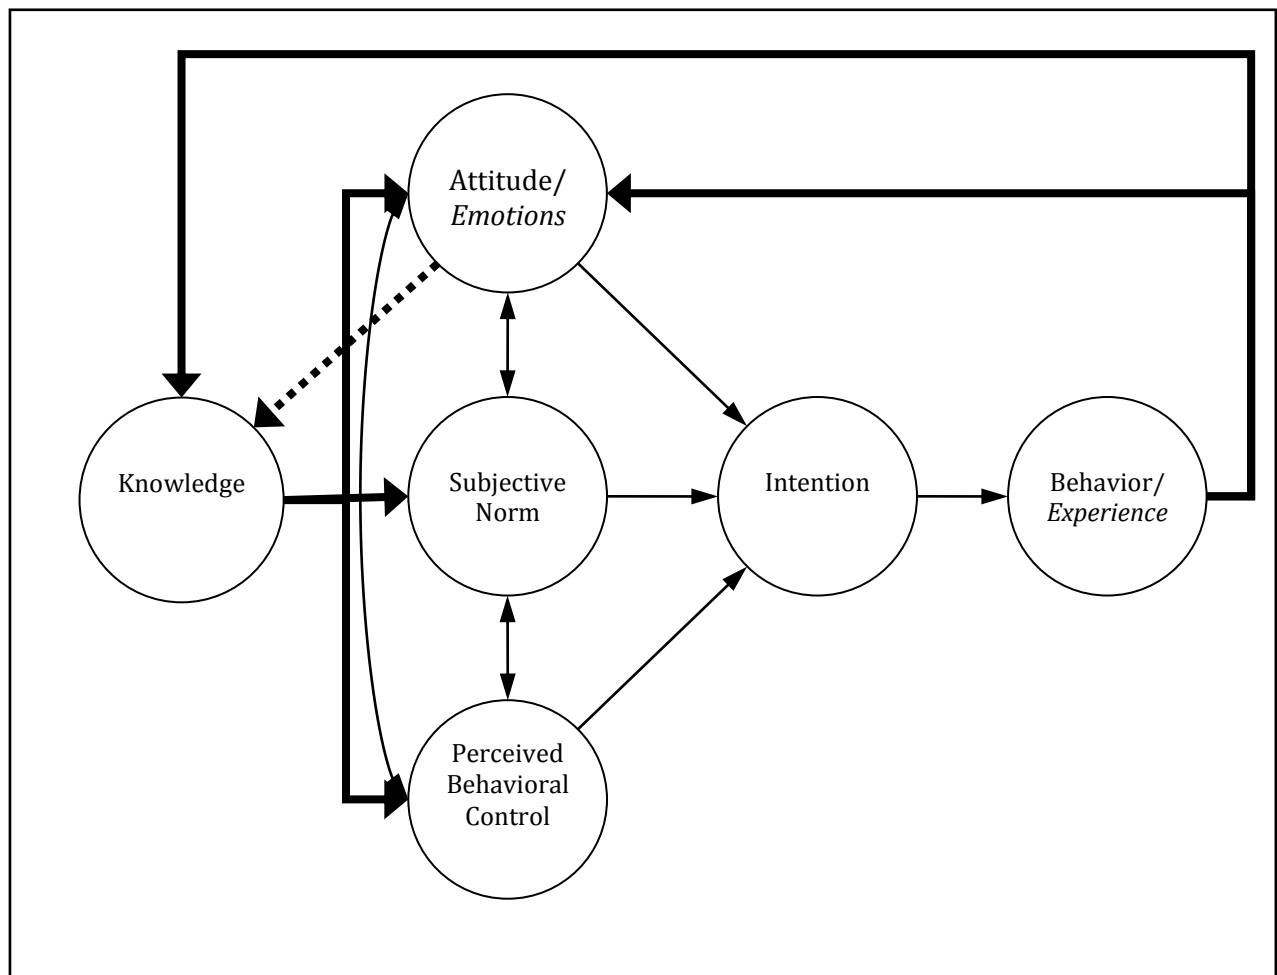 Attitude/
Emotions
Knowledge
Subjective
Norm
Intention
Behavior/
Experience
Perceived
Behavioral
Control